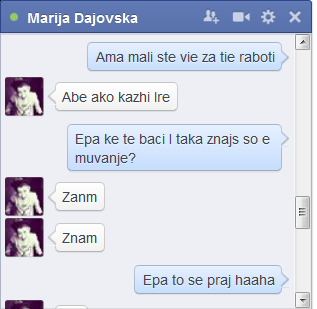 Marija Dajovska
Ama mali ste vie za tie raboti
Abe ako kazhi Ire
Epa ke te baci I taka znajs so e
muvanje?
Zanm
Znam
Epa to se praj haaha